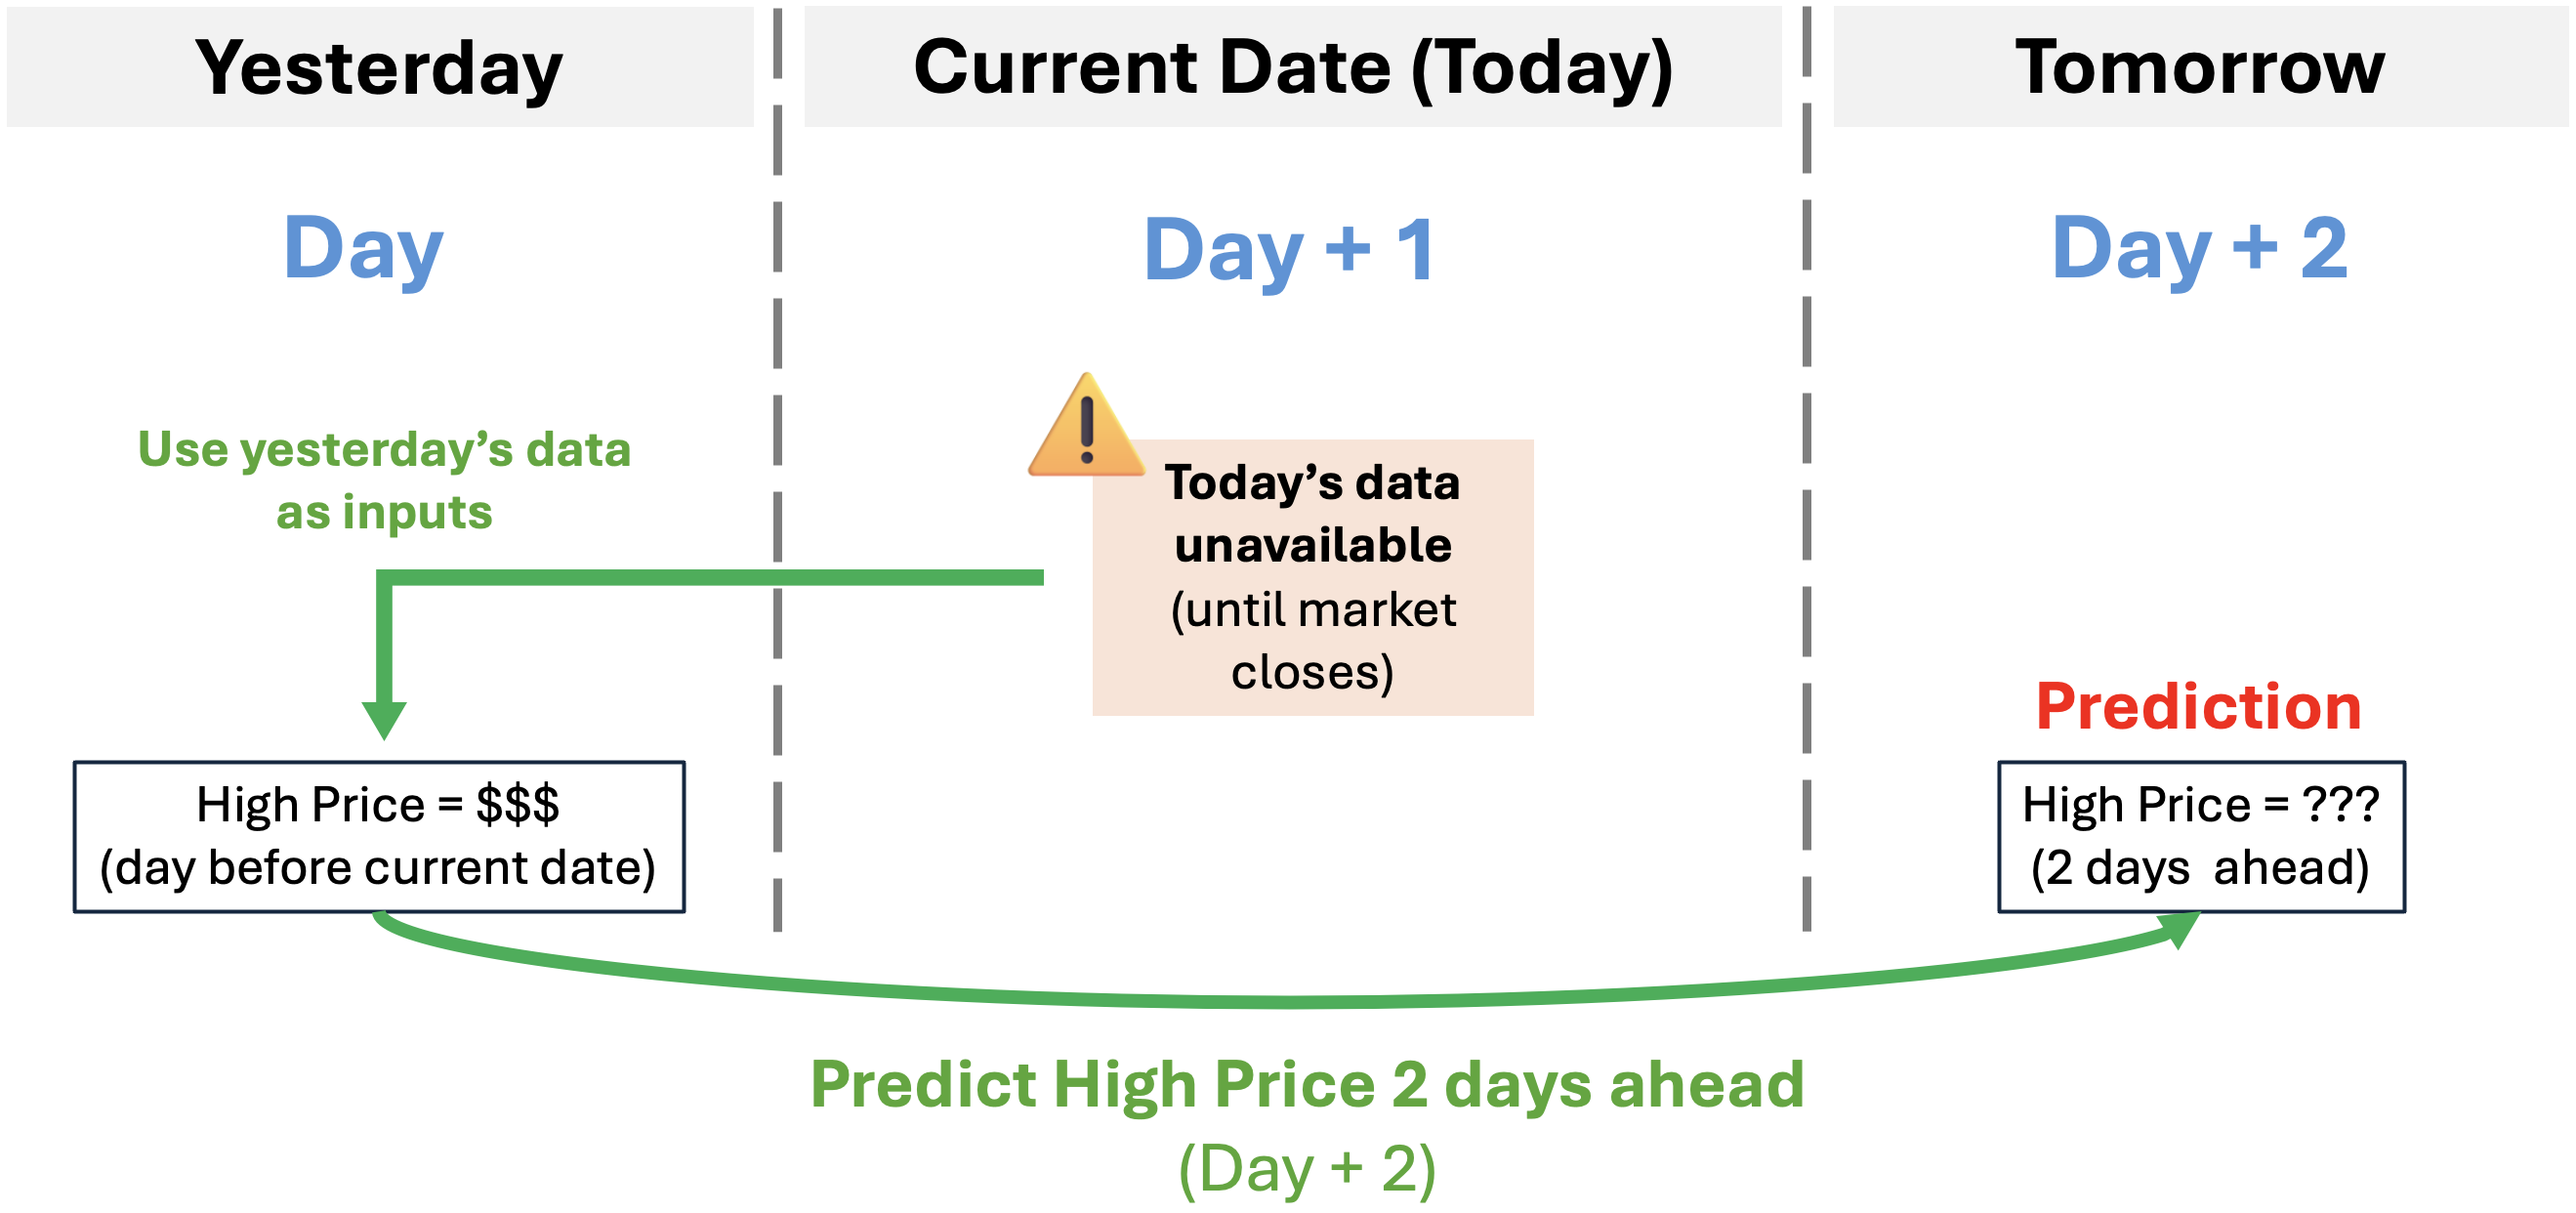 Yesterday
Current Date (Today)
Tomorrow
Day
Day + 1
Day + 2
Use yesterday’s data
as inputs
Today’s data
unavailable
(until market
closes)
High Price = $$$
(day before current date)
Prediction
High Price = ???
(2 days  ahead)
Predict High Price 2 days ahead
(Day + 2)